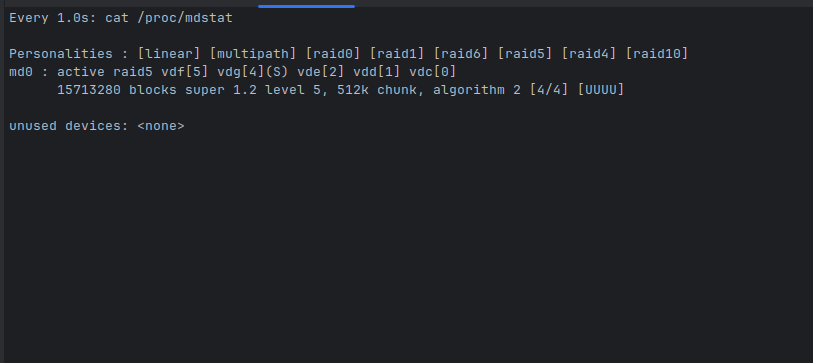 Every 1.0s: cat /proc/mdstat
Personalities : [linear] [multipath] [raid0] [raid1] [raid6] [raid5] [raid4] [raid10]
md0 : active raid5 vdf[5] vdg[4](S) vde[2] vdd[1] vdc[0]
      15713280 blocks super 1.2 level 5, 512k chunk, algorithm 2 [4/4] [UUUU]
unused devices: <none>